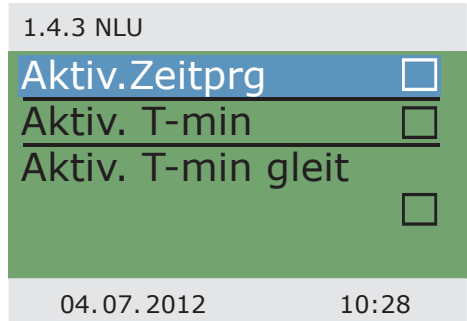 1.4.3 NLU
Aktiv.Zeitprg
Aktiv. T-min
Aktiv. T-min gleit
04.07.2012 10:28